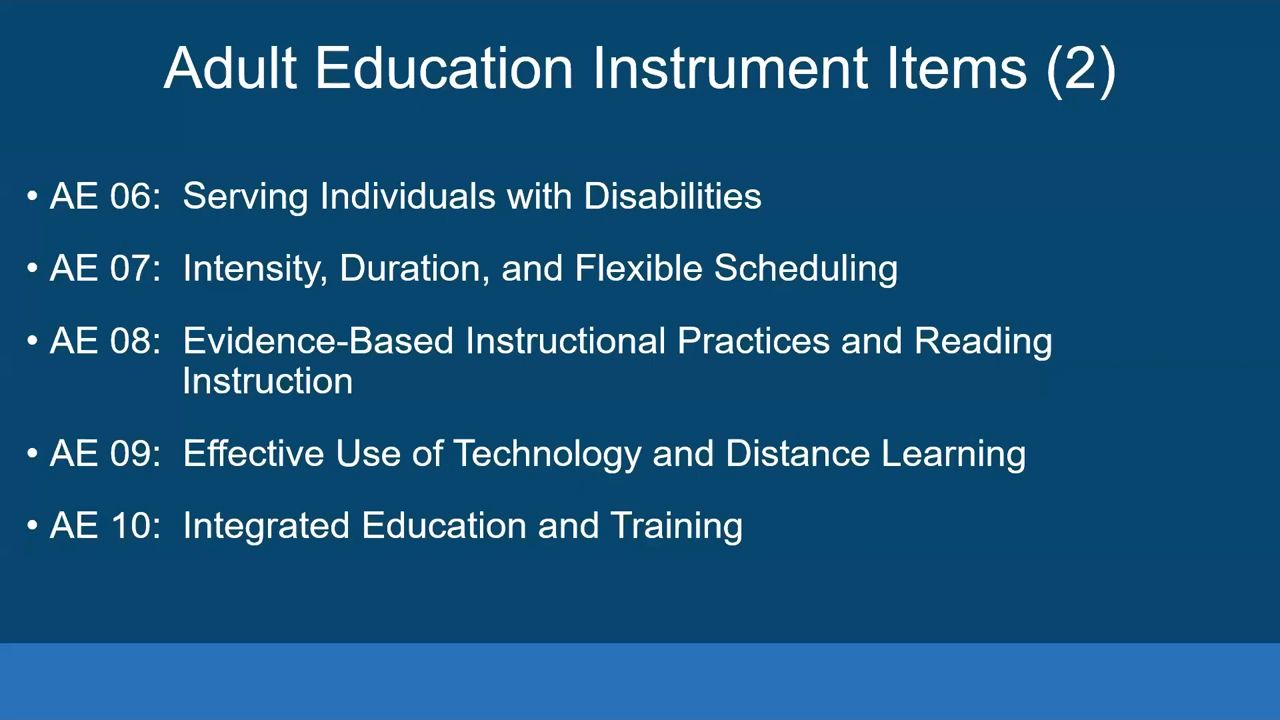 Adult Education Instrument Items (2)
• AE 06: Serving Individuals with Disabilities
• AE 07: Intensity, Duration, and Flexible Scheduling
• AE 08: Evidence-Based Instructional Practices and Reading
Instruction
• AE 09: Effective Use of Technology and Distance Learning
• AE 10: Integrated Education and Training